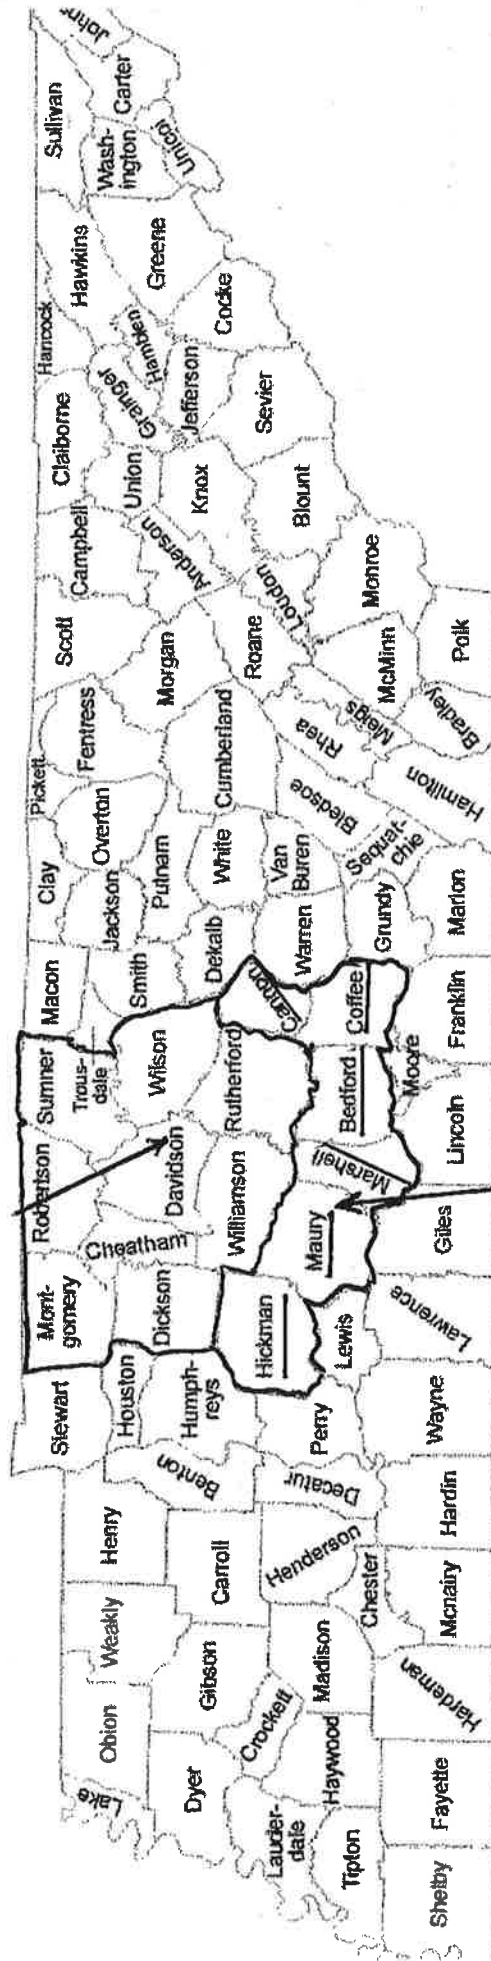 Lake
Obion
Weakly
Henry
Stewart
Mont-
gomery
Robertson
Sumner
Macon
Clay
Pickett
Scott
Campbell
Claiborne
Hancock
Hawkins
Sullivan
Trous-
dale
Houston
Cheatham
Jackson
Overton
Fentress
Union
Grainger
Hamblen
Greene
Wash-
ington
Unicoi
Carter
Dyer
Gibson
Carroll
Benton
Humph-
reys
Dickson
Davidson
Wilson
Smith
Putnam
Morgan
Anderson
Knox
Jefferson
Cocke
Crockett
Lauder-
dale
Hickman
Williamson
Rutherford
Cannon
Dekalb
White
Cumberland
Roane
Loudon
Blount
Sevier
Tipton
Haywood
Madison
Henderson
Chester
Decatur
Perry
Lewis
Maury
Marshell
Bedford
Coffee
Warren
Van
Buren
Bledsoe
Rhea
Meigs
McMinn
Monroe
Grundy
Sequat-
chie
Moore
Shelby
Fayette
Hardeman
Mcnairy
Hardin
Wayne
Lawrence
Giles
Lincoln
Franklin
Marion
Hamilton
Bradley
Polk